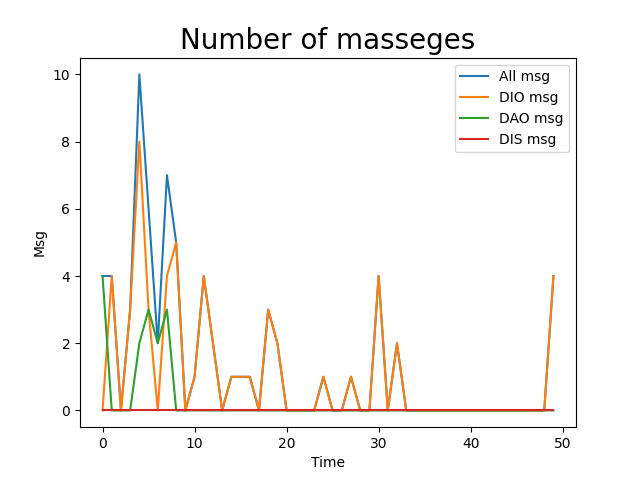 Number of masseges
All msg
DIO msg
DAO msg
DIS msg
10
8
6
4
2
0
Msg
0 10 20 30 40 50
Time